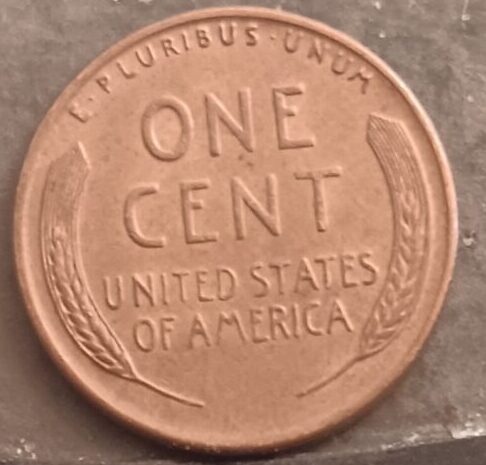 E·PLURIBUS·UNUM
ONE
CENT
UNITED STATES
OF AMERICA